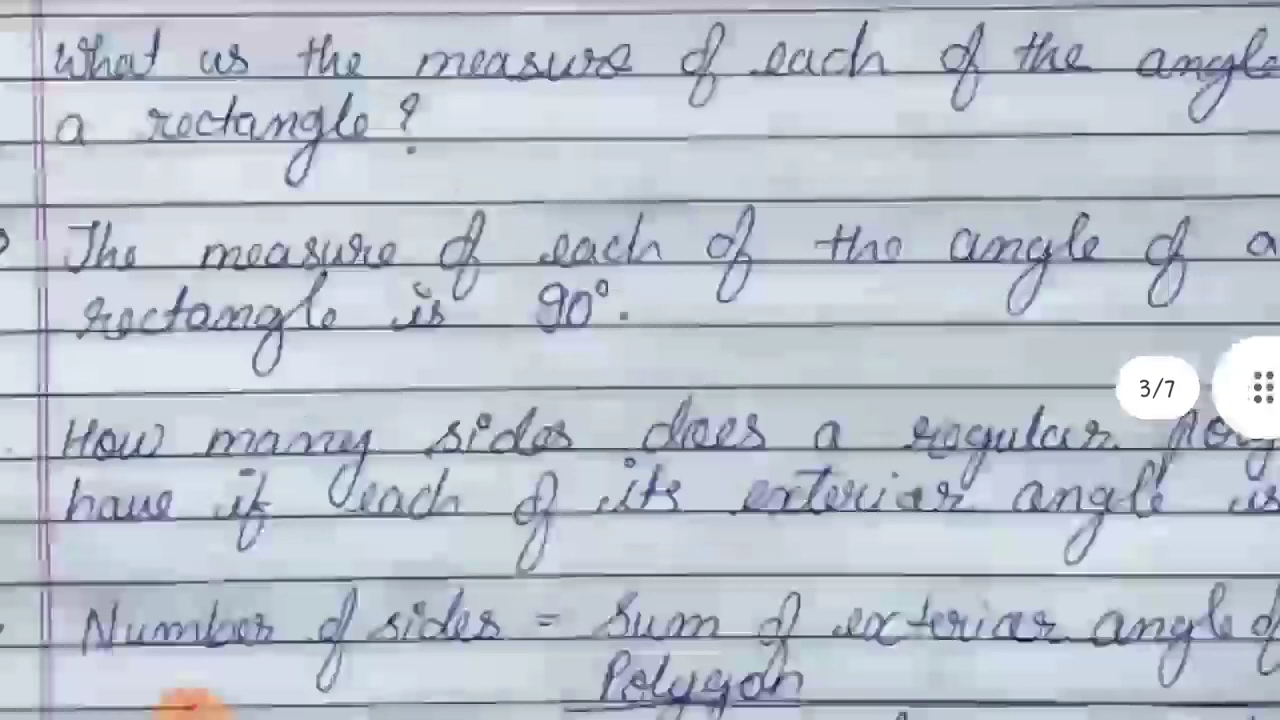 What is the measure of each of the angle
a rectangle?
The measure of each of the angle of a
rectangle is 90°.
3/7
How many sides does a regular
have if each of its exterior angle is
Number of sides = Sum of exterior angle of
Polygon